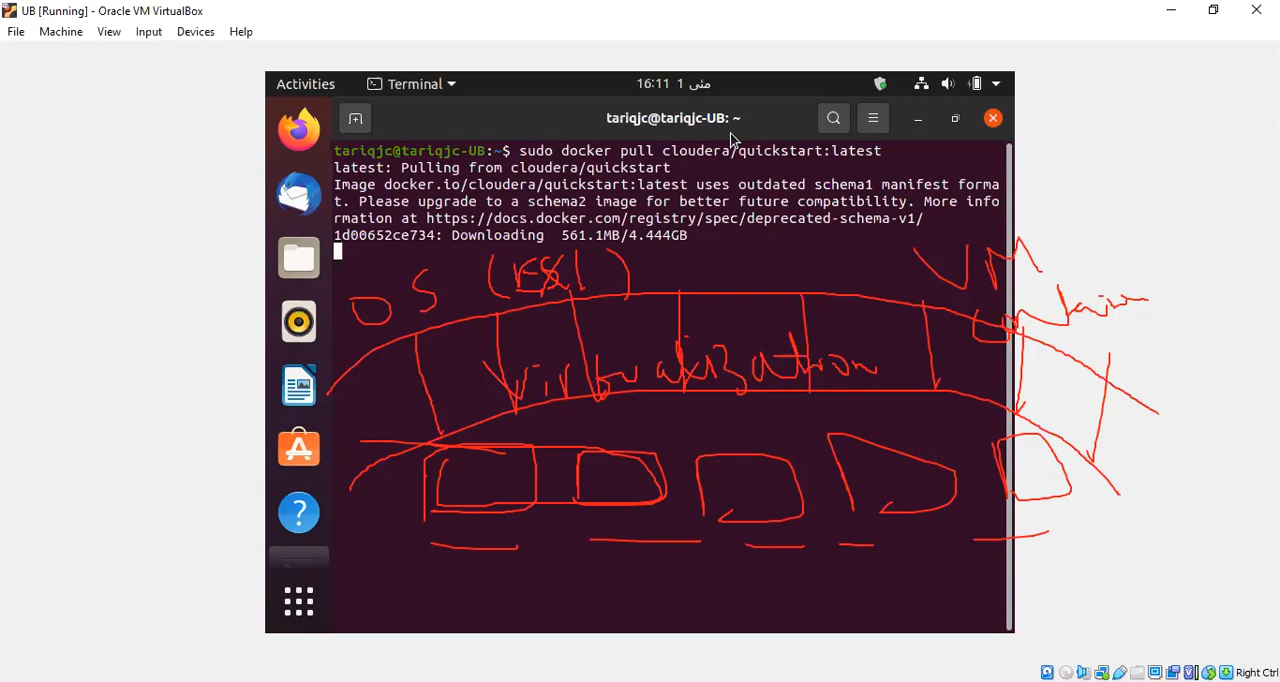 UB [Running] - Oracle VM VirtualBox
File Machine View Input Devices Help
Activities Terminal 16:11 1 مئی
tariqjc@tariqjc-UB: ~
tariqjc@tariqjc-UB:~$ sudo docker pull cloudera/quickstart:latest
latest: Pulling from cloudera/quickstart
Image docker.io/cloudera/quickstart:latest uses outdated schema1 manifest forma
t. Please upgrade to a schema2 image for better future compatibility. More info
rmation at https://docs.docker.com/registry/spec/deprecated-schema-v1/
1d00652ce734: Downloading 561.1MB/4.444GB
OS VM
Virtualization
Right Ctrl